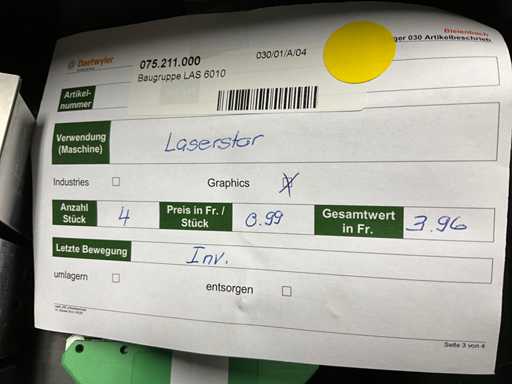 Bleienbach
Daetwyler
075.211.000
030/01/A/04
ger 030 Artikelbeschrieb
Baugruppe LAS 6010
Artikel-
nummer
Verwendung
(Maschine)
Laserstar
Industries
Graphics
Anzahl
Stück
4
Preis in Fr. /
Stück
0.99
Gesamtwert
in Fr.
3.96
Letzte Bewegung
Inv.
umlagern
entsorgen
Seite 3 von 4